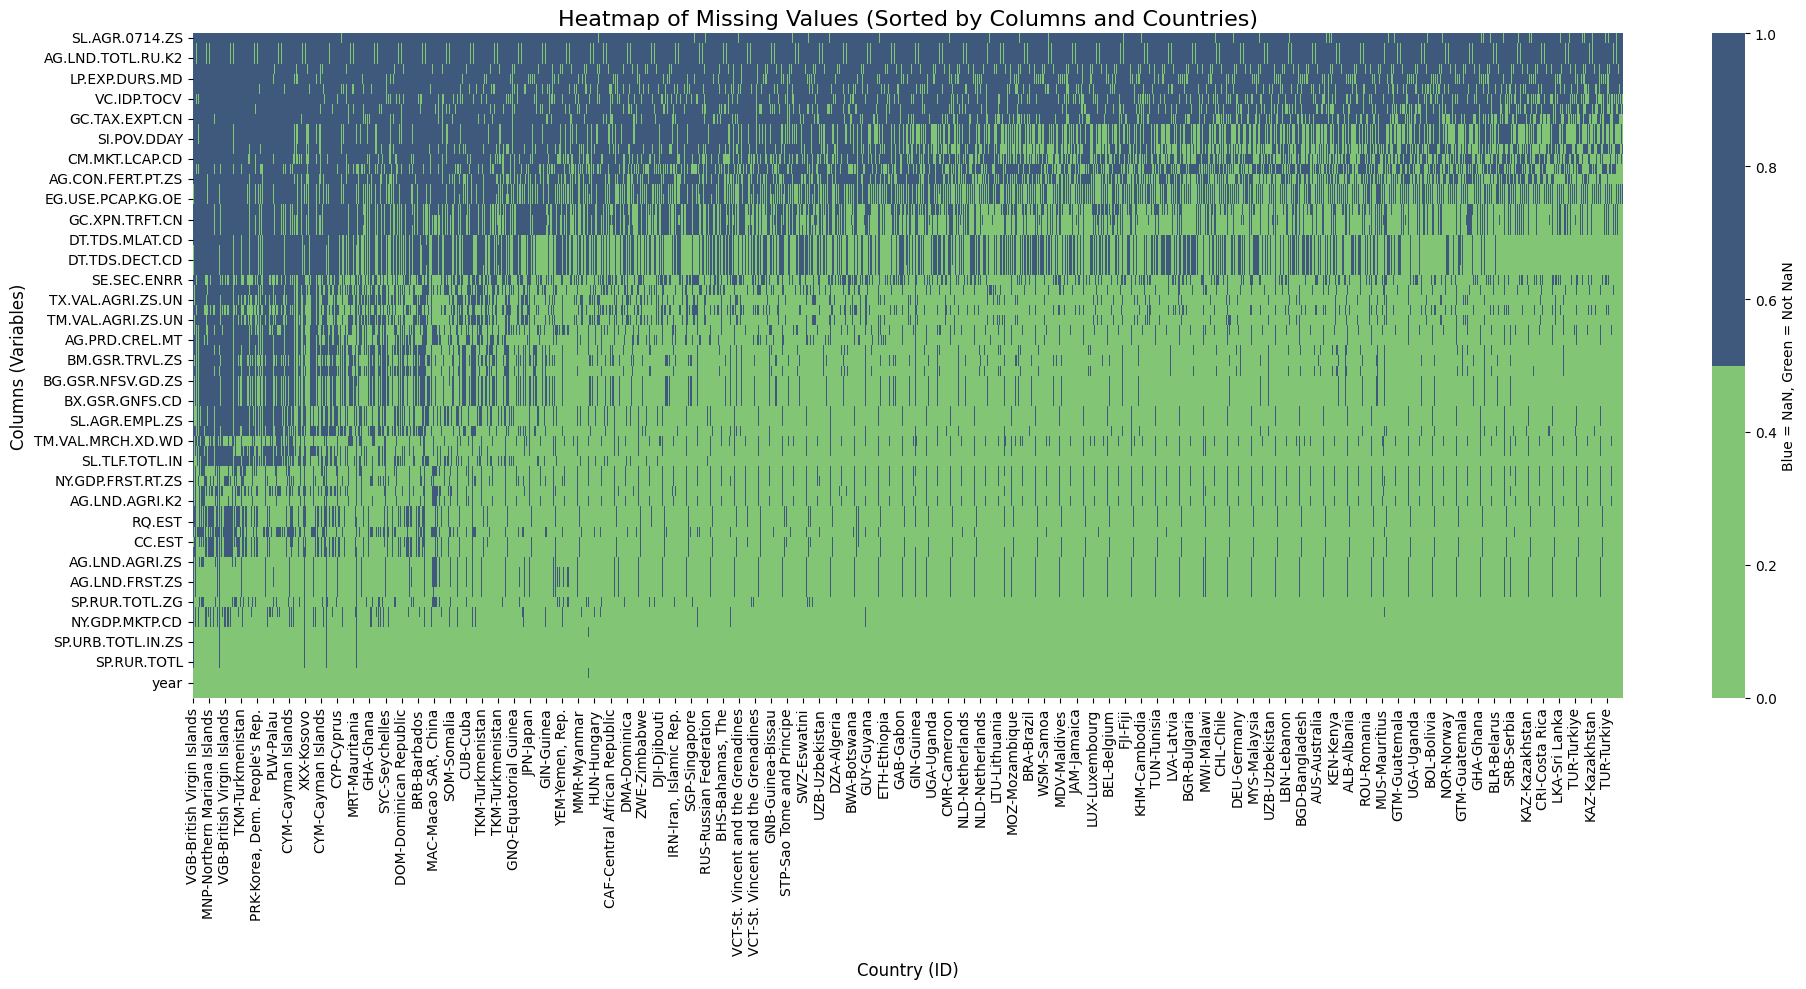 Heatmap of Missing Values (Sorted by Columns and Countries)
Columns (Variables)
SL.AGR.0714.ZS
AG.LND.TOTL.RU.K2
LP.EXP.DURS.MD
VC.IDP.TOCV
GC.TAX.EXPT.CN
SI.POV.DDAY
CM.MKT.LCAP.CD
AG.CON.FERT.PT.ZS
EG.USE.PCAP.KG.OE
GC.XPN.TRFT.CN
DT.TDS.MLAT.CD
DT.TDS.DECT.CD
SE.SEC.ENRR
TX.VAL.AGRI.ZS.UN
TM.VAL.AGRI.ZS.UN
AG.PRD.CREL.MT
BM.GSR.TRVL.ZS
BG.GSR.NFSV.GD.ZS
BX.GSR.GNFS.CD
SL.AGR.EMPL.ZS
TM.VAL.MRCH.XD.WD
SL.TLF.TOTL.IN
NY.GDP.FRST.RT.ZS
AG.LND.AGRI.K2
RQ.EST
CC.EST
AG.LND.AGRI.ZS
AG.LND.FRST.ZS
SP.RUR.TOTL.ZG
NY.GDP.MKTP.CD
SP.URB.TOTL.IN.ZS
SP.RUR.TOTL
year
VGB-British Virgin Islands
MNP-Northern Mariana Islands
VGB-British Virgin Islands
TKM-Turkmenistan
PRK-Korea, Dem. People's Rep.
PLW-Palau
CYM-Cayman Islands
XKX-Kosovo
CYM-Cayman Islands
CYP-Cyprus
MRT-Mauritania
GHA-Ghana
SYC-Seychelles
DOM-Dominican Republic
BRB-Barbados
MAC-Macao SAR, China
SOM-Somalia
CUB-Cuba
TKM-Turkmenistan
TKM-Turkmenistan
GNQ-Equatorial Guinea
JPN-Japan
GIN-Guinea
YEM-Yemen, Rep.
MMR-Myanmar
HUN-Hungary
CAF-Central African Republic
DMA-Dominica
ZWE-Zimbabwe
DJI-Djibouti
IRN-Iran, Islamic Rep.
SGP-Singapore
RUS-Russian Federation
BHS-Bahamas, The
VCT-St. Vincent and the Grenadines
VCT-St. Vincent and the Grenadines
GNB-Guinea-Bissau
STP-Sao Tome and Principe
SWZ-Eswatini
UZB-Uzbekistan
DZA-Algeria
BWA-Botswana
GUY-Guyana
ETH-Ethiopia
GAB-Gabon
GIN-Guinea
UGA-Uganda
CMR-Cameroon
NLD-Netherlands
NLD-Netherlands
LTU-Lithuania
MOZ-Mozambique
BRA-Brazil
WSM-Samoa
MDV-Maldives
JAM-Jamaica
LUX-Luxembourg
BEL-Belgium
FJI-Fiji
KHM-Cambodia
TUN-Tunisia
LVA-Latvia
BGR-Bulgaria
MWI-Malawi
CHL-Chile
DEU-Germany
MYS-Malaysia
UZB-Uzbekistan
LBN-Lebanon
BGD-Bangladesh
AUS-Australia
KEN-Kenya
ALB-Albania
ROU-Romania
MUS-Mauritius
GTM-Guatemala
UGA-Uganda
BOL-Bolivia
NOR-Norway
GTM-Guatemala
GHA-Ghana
BLR-Belarus
SRB-Serbia
KAZ-Kazakhstan
CRI-Costa Rica
LKA-Sri Lanka
TUR-Turkiye
KAZ-Kazakhstan
TUR-Turkiye
Country (ID)
1.0
0.8
0.6
0.4
0.2
0.0
Blue = NaN, Green = Not NaN